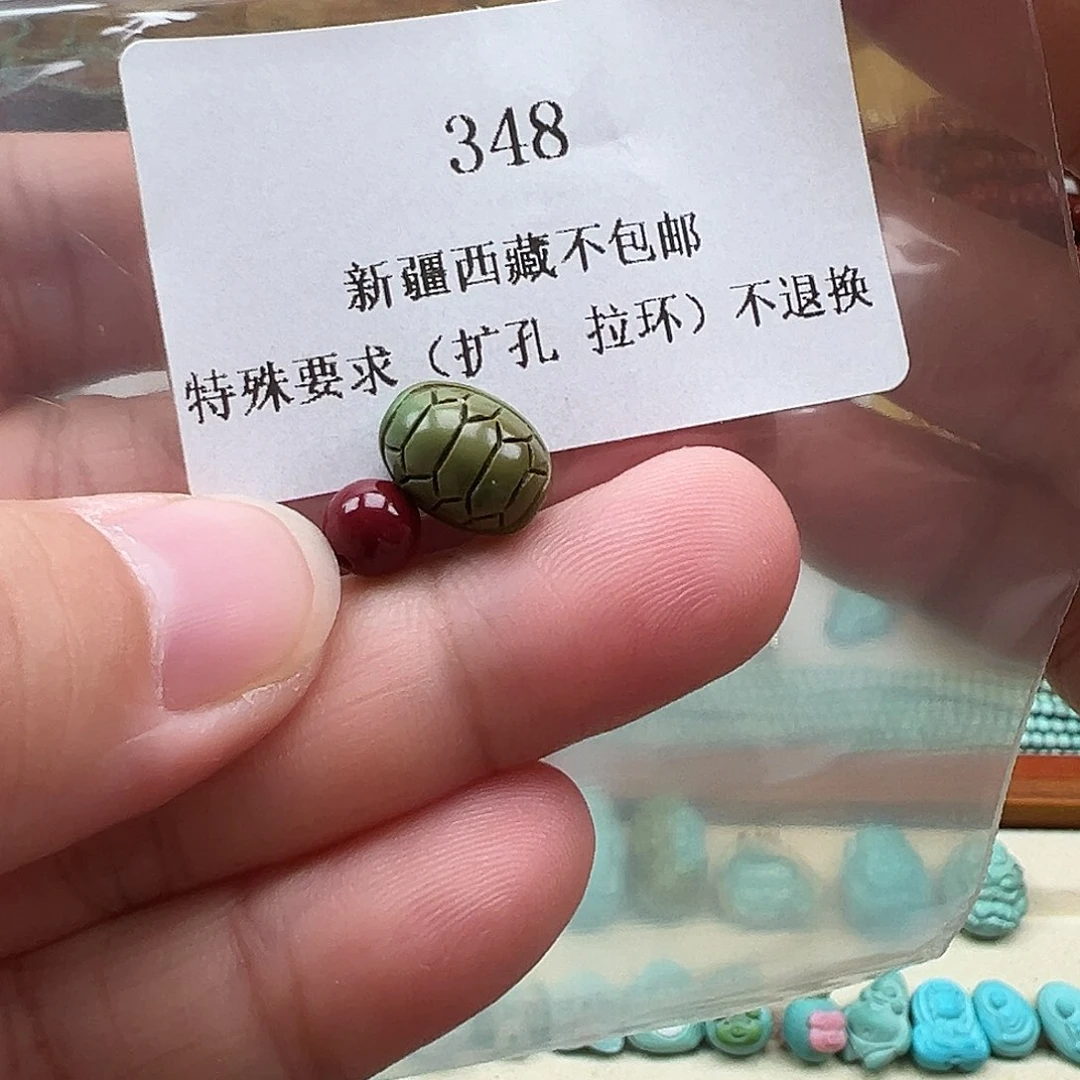 348
新疆西藏不包邮
特殊要求（扩孔 拉环）不退换